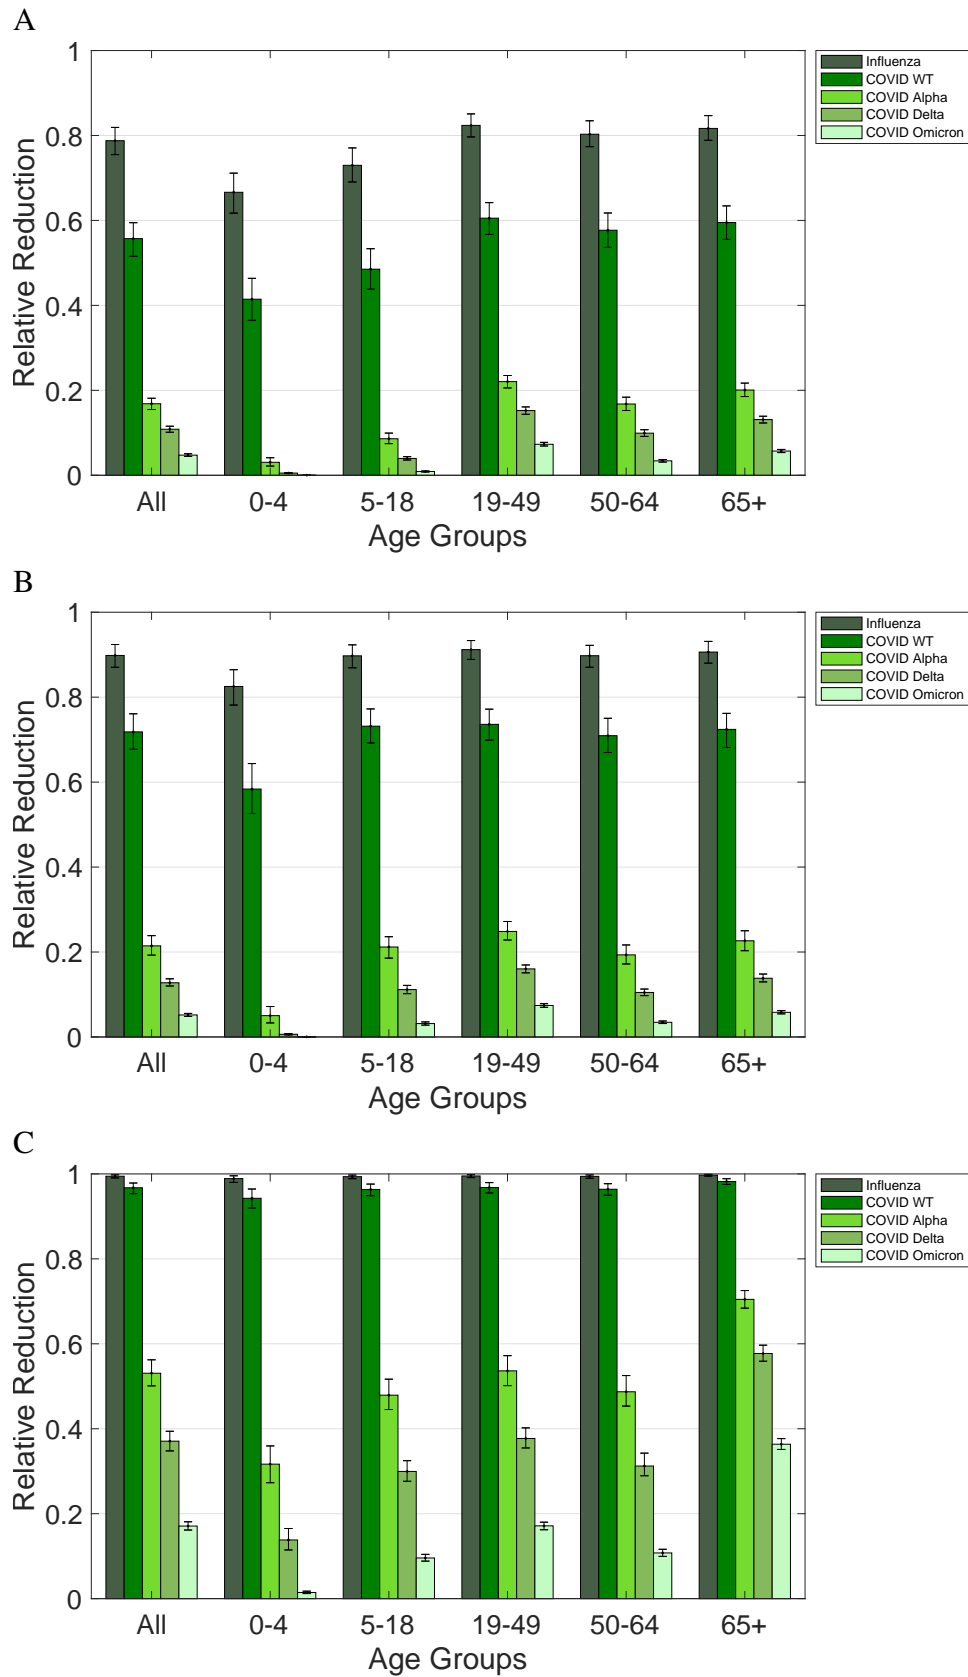 A
1
0.8
0.6
0.4
0.2
0
Relative Reduction
All 0-4 5-18 19-49 50-64 65+
Age Groups
Influenza
COVID WT
COVID Alpha
COVID Delta
COVID Omicron
B
1
0.8
0.6
0.4
0.2
0
Relative Reduction
All 0-4 5-18 19-49 50-64 65+
Age Groups
Influenza
COVID WT
COVID Alpha
COVID Delta
COVID Omicron
C
1
0.8
0.6
0.4
0.2
0
Relative Reduction
All 0-4 5-18 19-49 50-64 65+
Age Groups
Influenza
COVID WT
COVID Alpha
COVID Delta
COVID Omicron